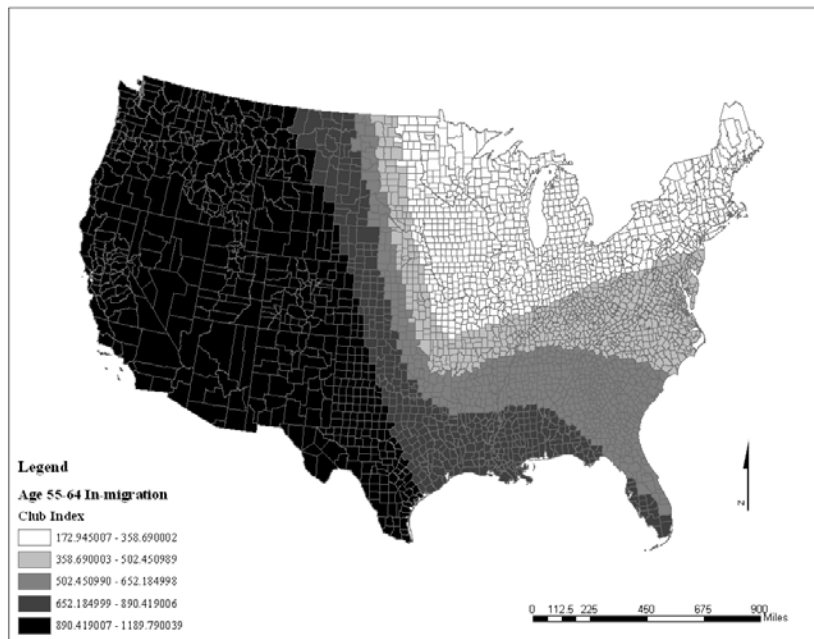 Legend
Age 55-64 In-migration
Club Index
172.945007 - 358.690002
358.690003 - 502.450989
502.450990 - 652.184998
652.184999 - 890.419006
890.419007 - 1189.790039
N
0 112.5 225 450 675 900
Miles